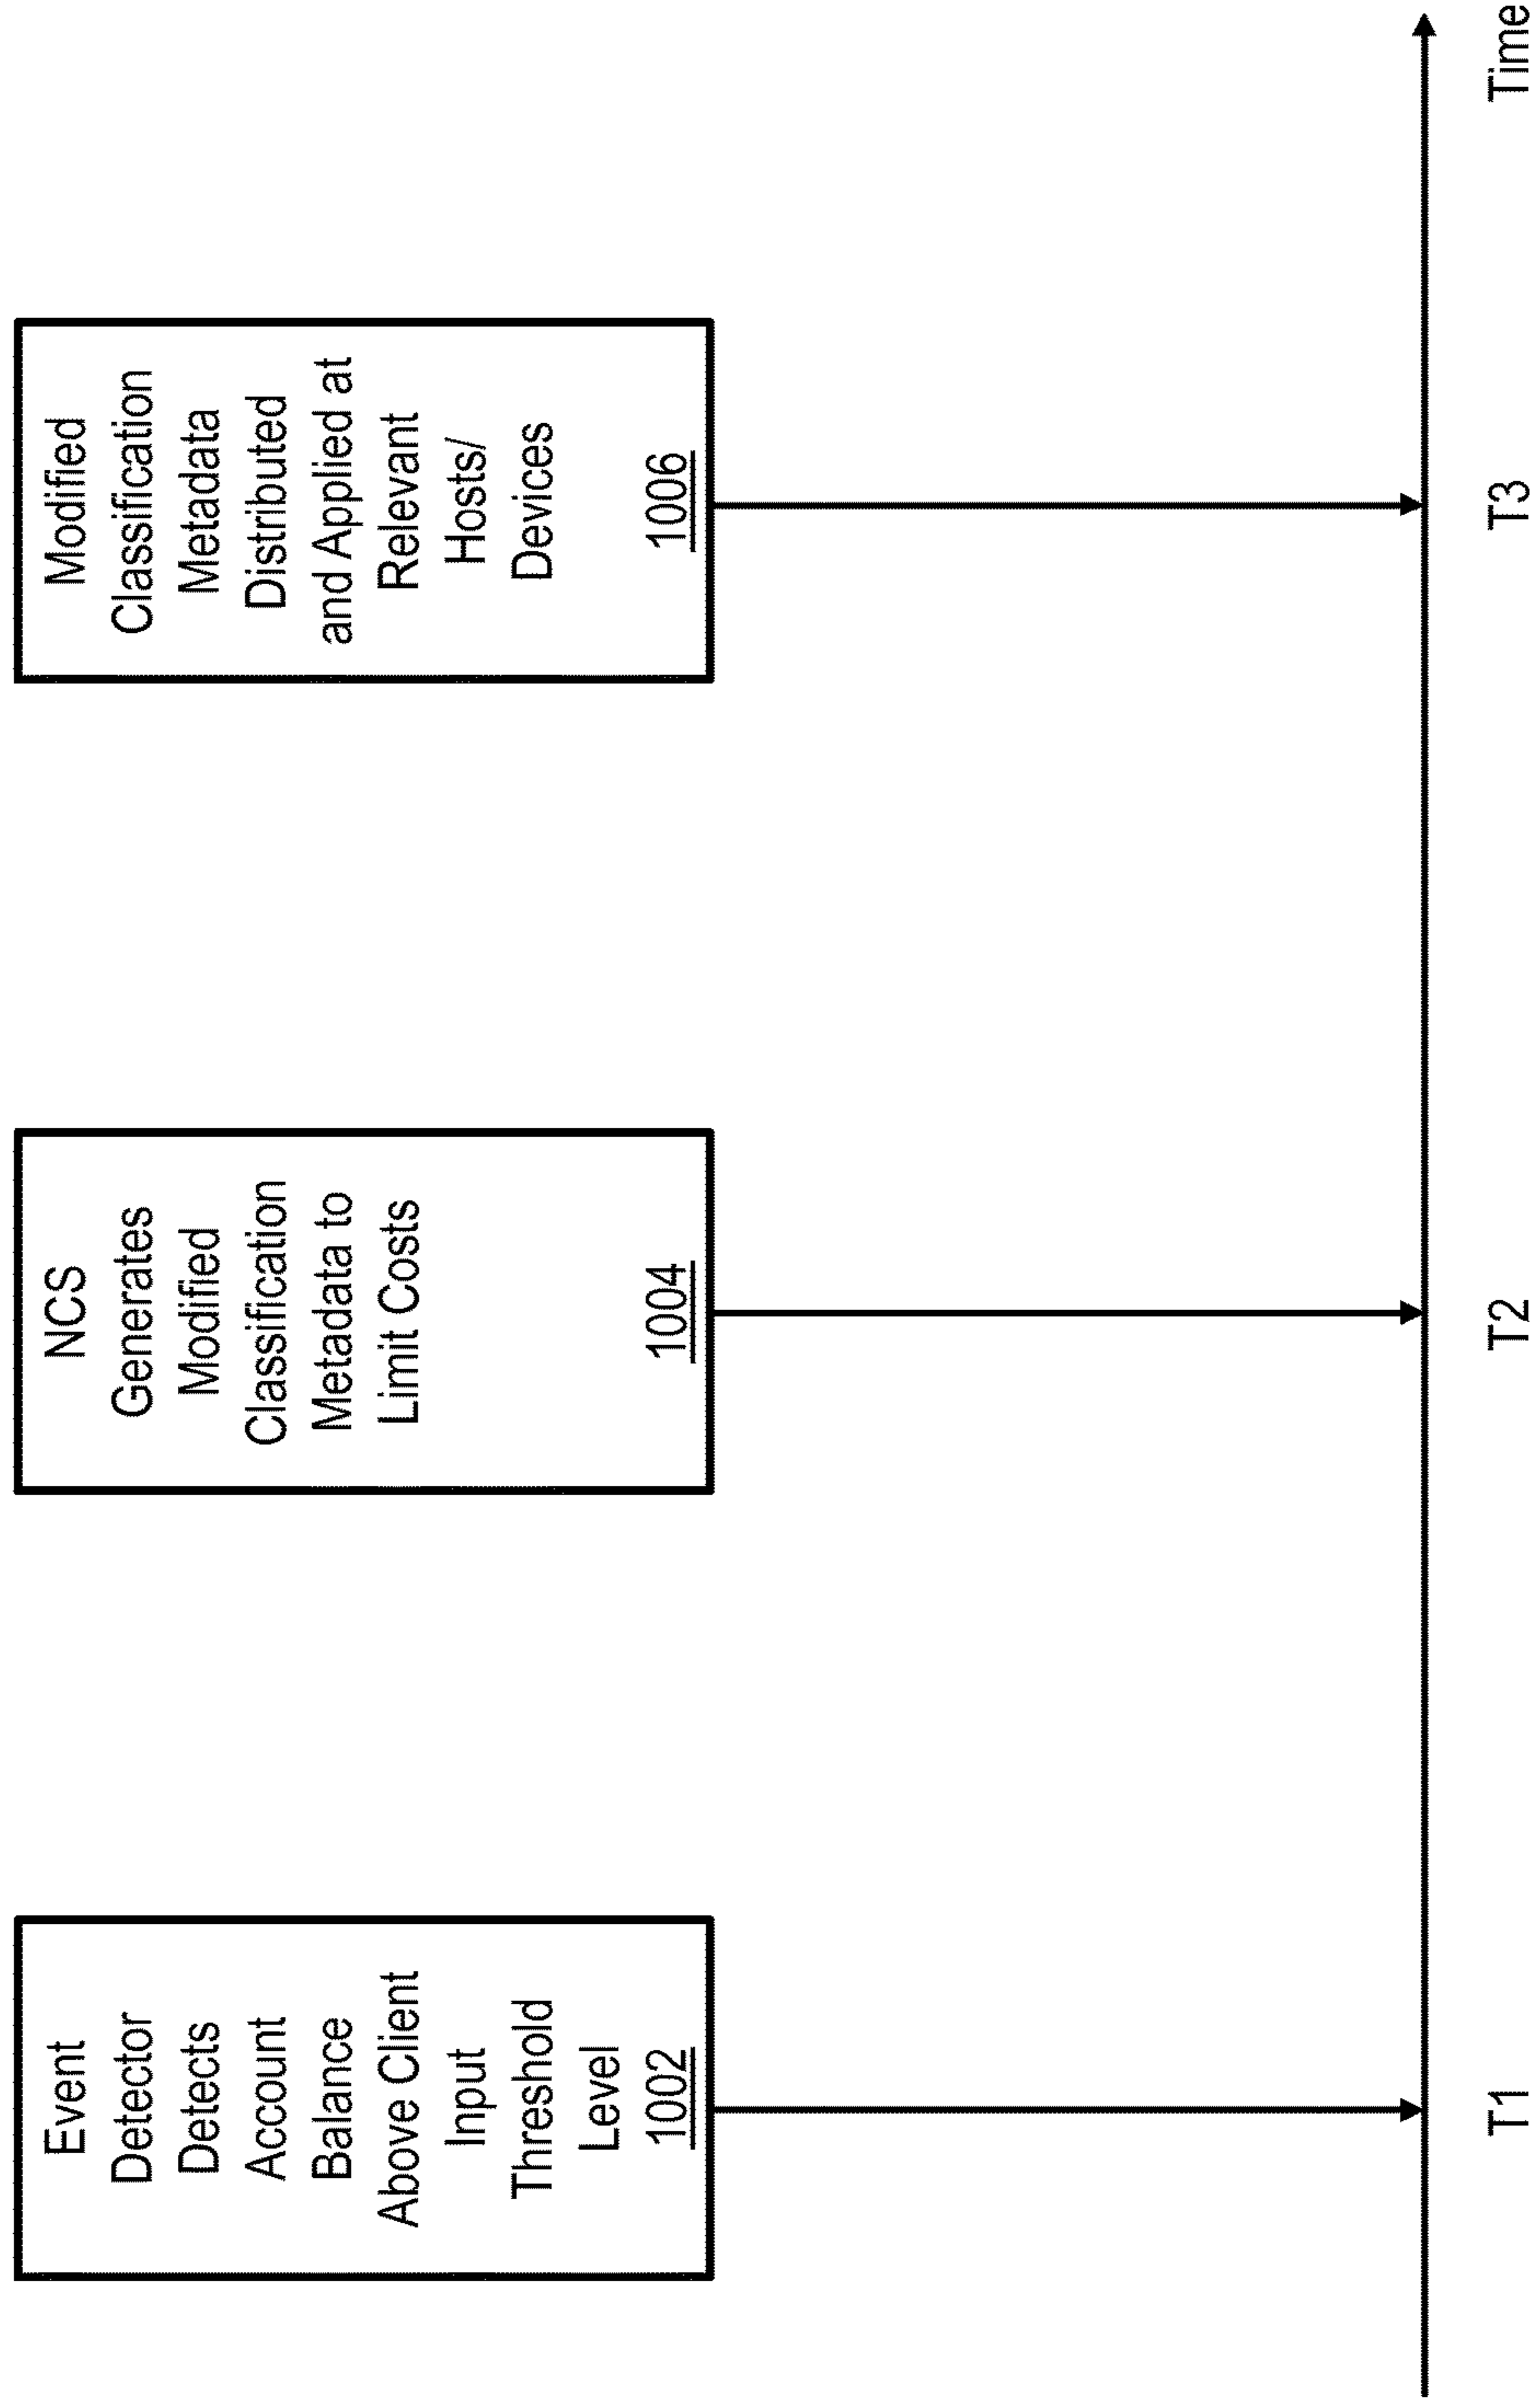 Event
Detector
Detects
Account
Balance
Above Client
Input
Threshold
Level
1002
NCS
Generates
Modified
Classification
Metadata to
Limit Costs
1004
Modified
Classification
Metadata
Distributed
and Applied at
Relevant
Hosts/
Devices
1006
T1
T2
T3
Time